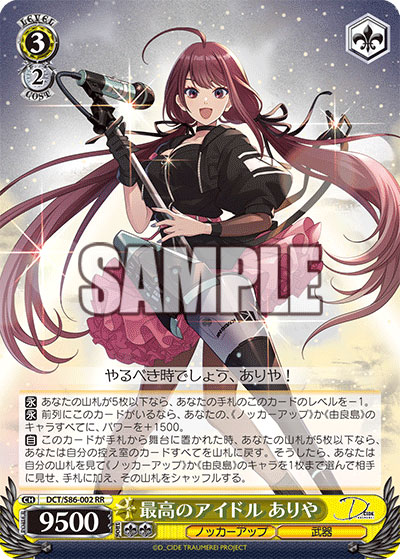 LEVEL
3
2
COST
SAMPLE
やるべき時でしょう、ありや！
永 あなたの山札が5枚以下なら、あなたの手札のこのカードのレベルを－1。
永 前列にこのカードがいるなら、あなたの、《ノッカーアップ》か《由良島》の
キャラすべてに、パワーを＋1500。
自 このカードが手札から舞台に置かれた時、あなたの山札が5枚以下なら、
あなたは自分の控え室のカードすべてを山札に戻す。そうしたら、あなたは
自分の山札を見て《ノッカーアップ》か《由良島》のキャラを1枚まで選んで相手
に見せ、手札に加え、その山札をシャッフルする。
CH DCT/S86-002 RR
9500
最高のアイドル ありや
ノッカーアップ
武器
D_CIDE
©D_CIDE TRAUMEREI PROJECT